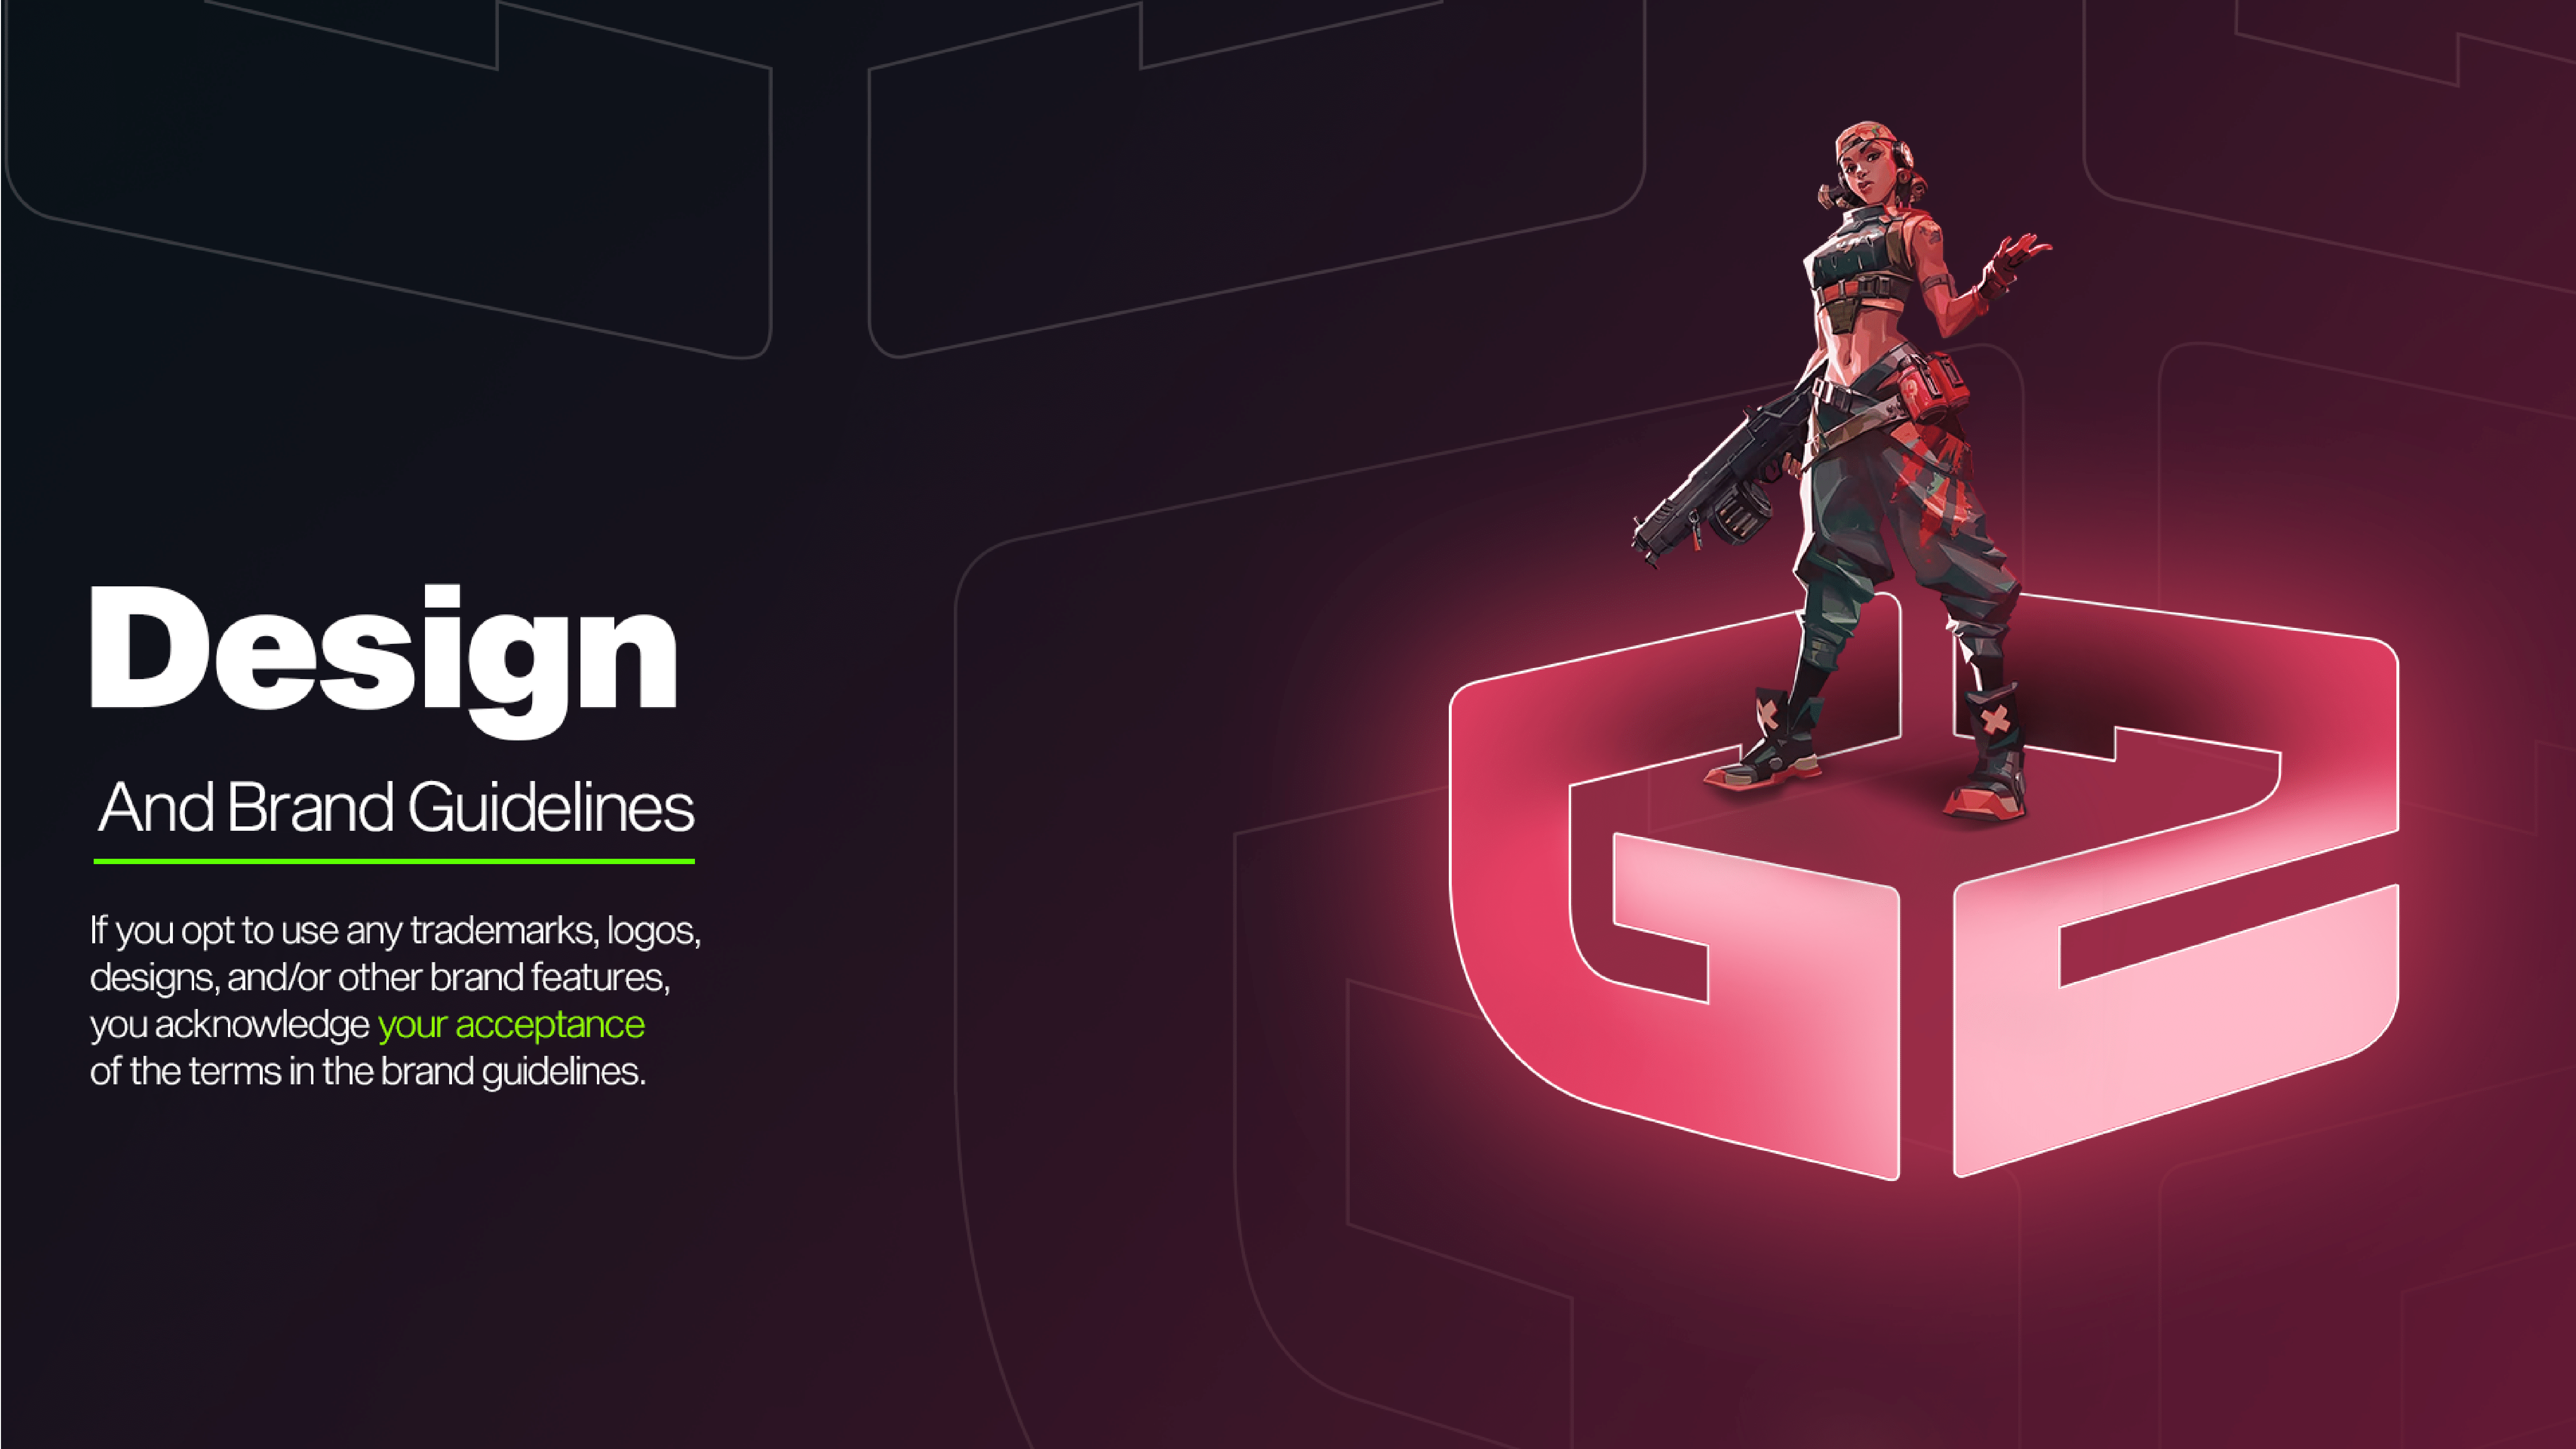 Design
And Brand Guidelines
If you opt to use any trademarks, logos,
designs, and/or other brand features,
you acknowledge your acceptance
of the terms in the brand guidelines.